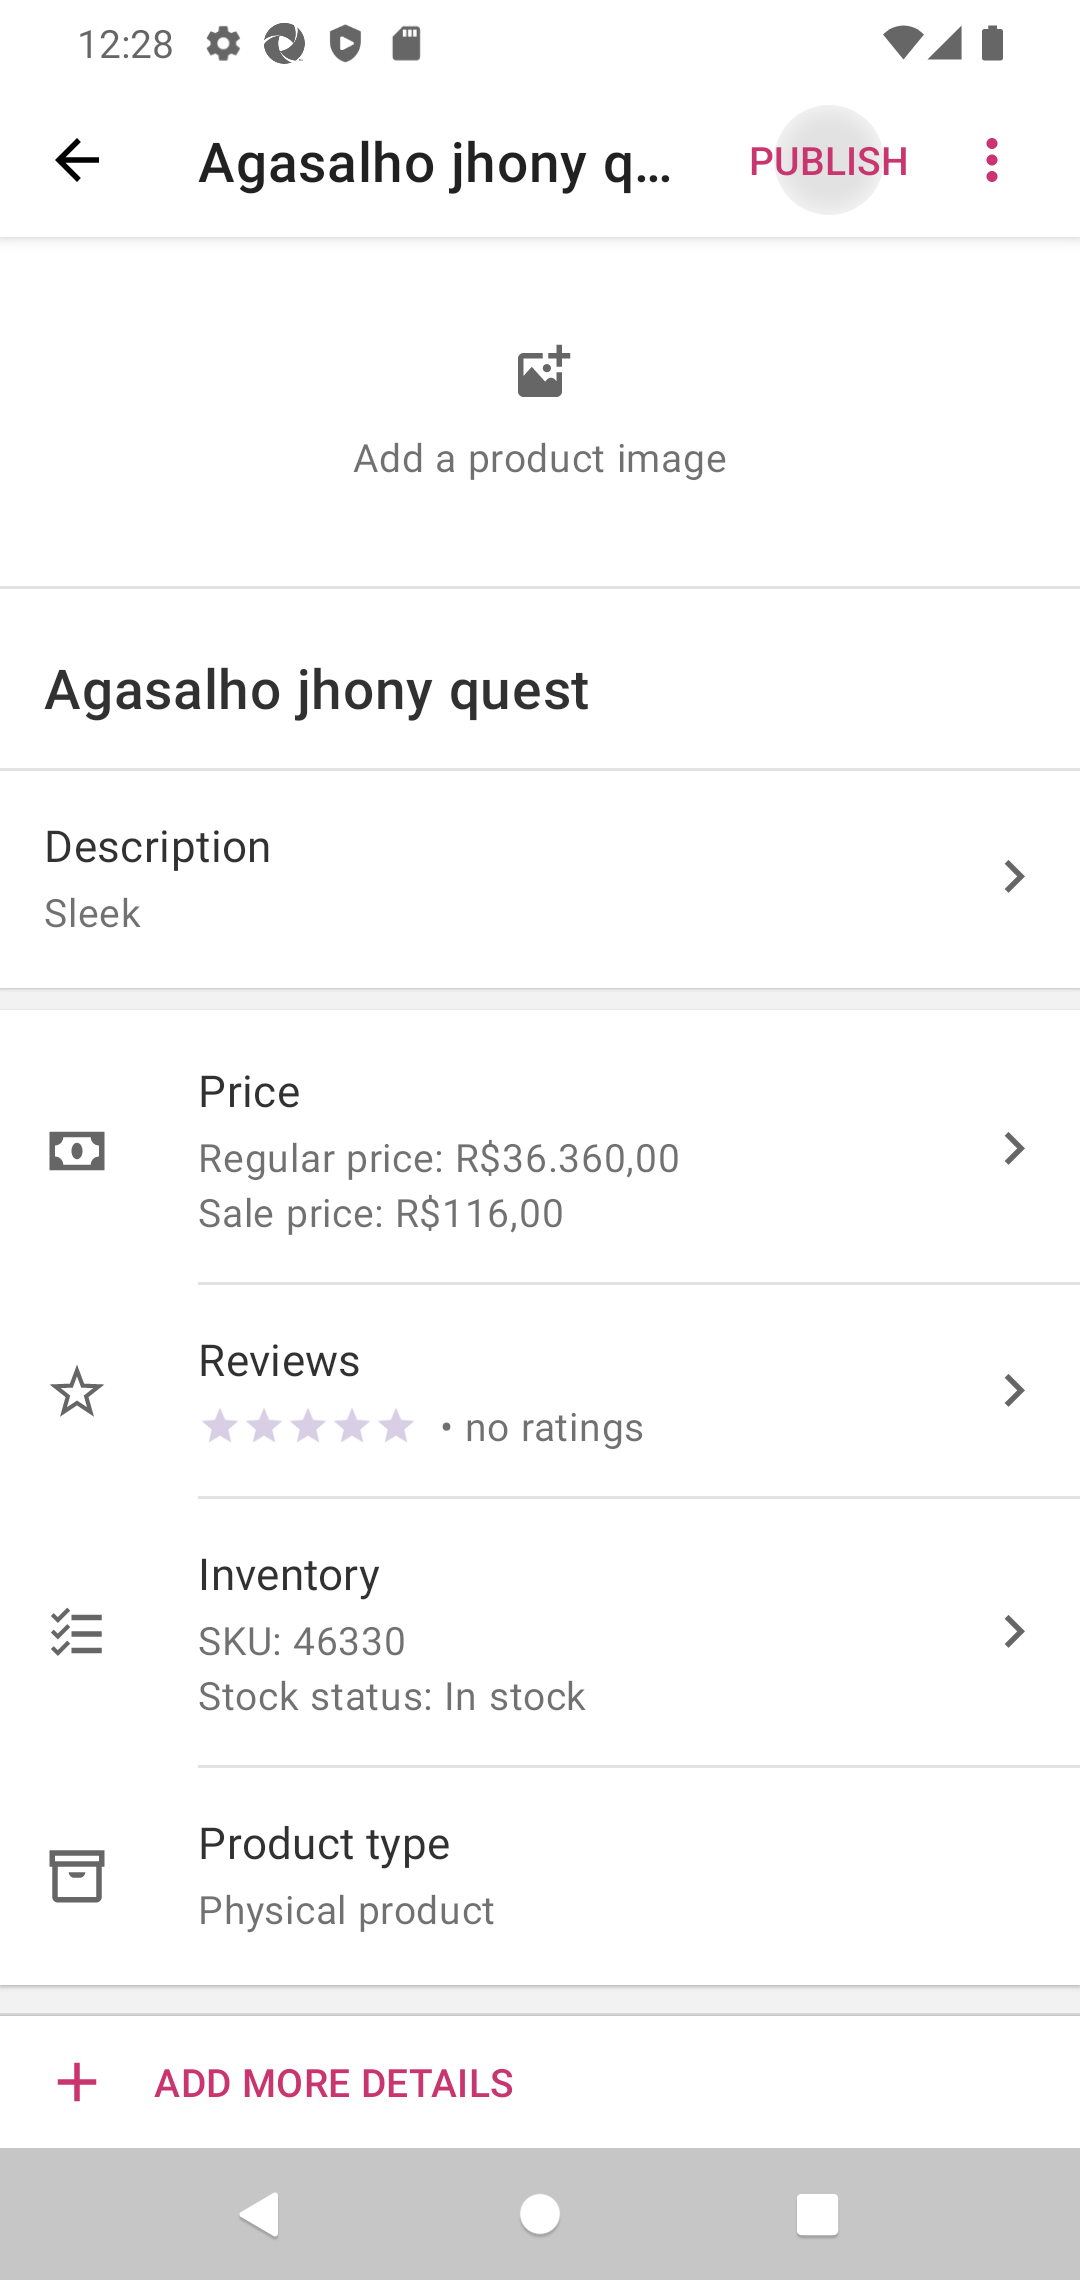 12:28
Agasalho jhony q...
PUBLISH
Add a product image
Agasalho jhony quest
Description
Sleek
Price
Regular price: R$36.360,00
Sale price: R$116,00
Reviews
• no ratings
Inventory
SKU: 46330
Stock status: In stock
Product type
Physical product
ADD MORE DETAILS